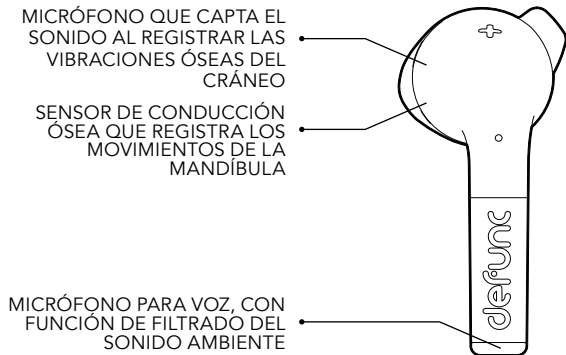 MICRÓFONO QUE CAPTA EL
SONIDO AL REGISTRAR LAS
VIBRACIONES ÓSEAS DEL
CRÁNEO
SENSOR DE CONDUCCIÓN
ÓSEA QUE REGISTRA LOS
MOVIMIENTOS DE LA
MANDÍBULA
defunc
MICRÓFONO PARA VOZ, CON
FUNCIÓN DE FILTRADO DEL
SONIDO AMBIENTE